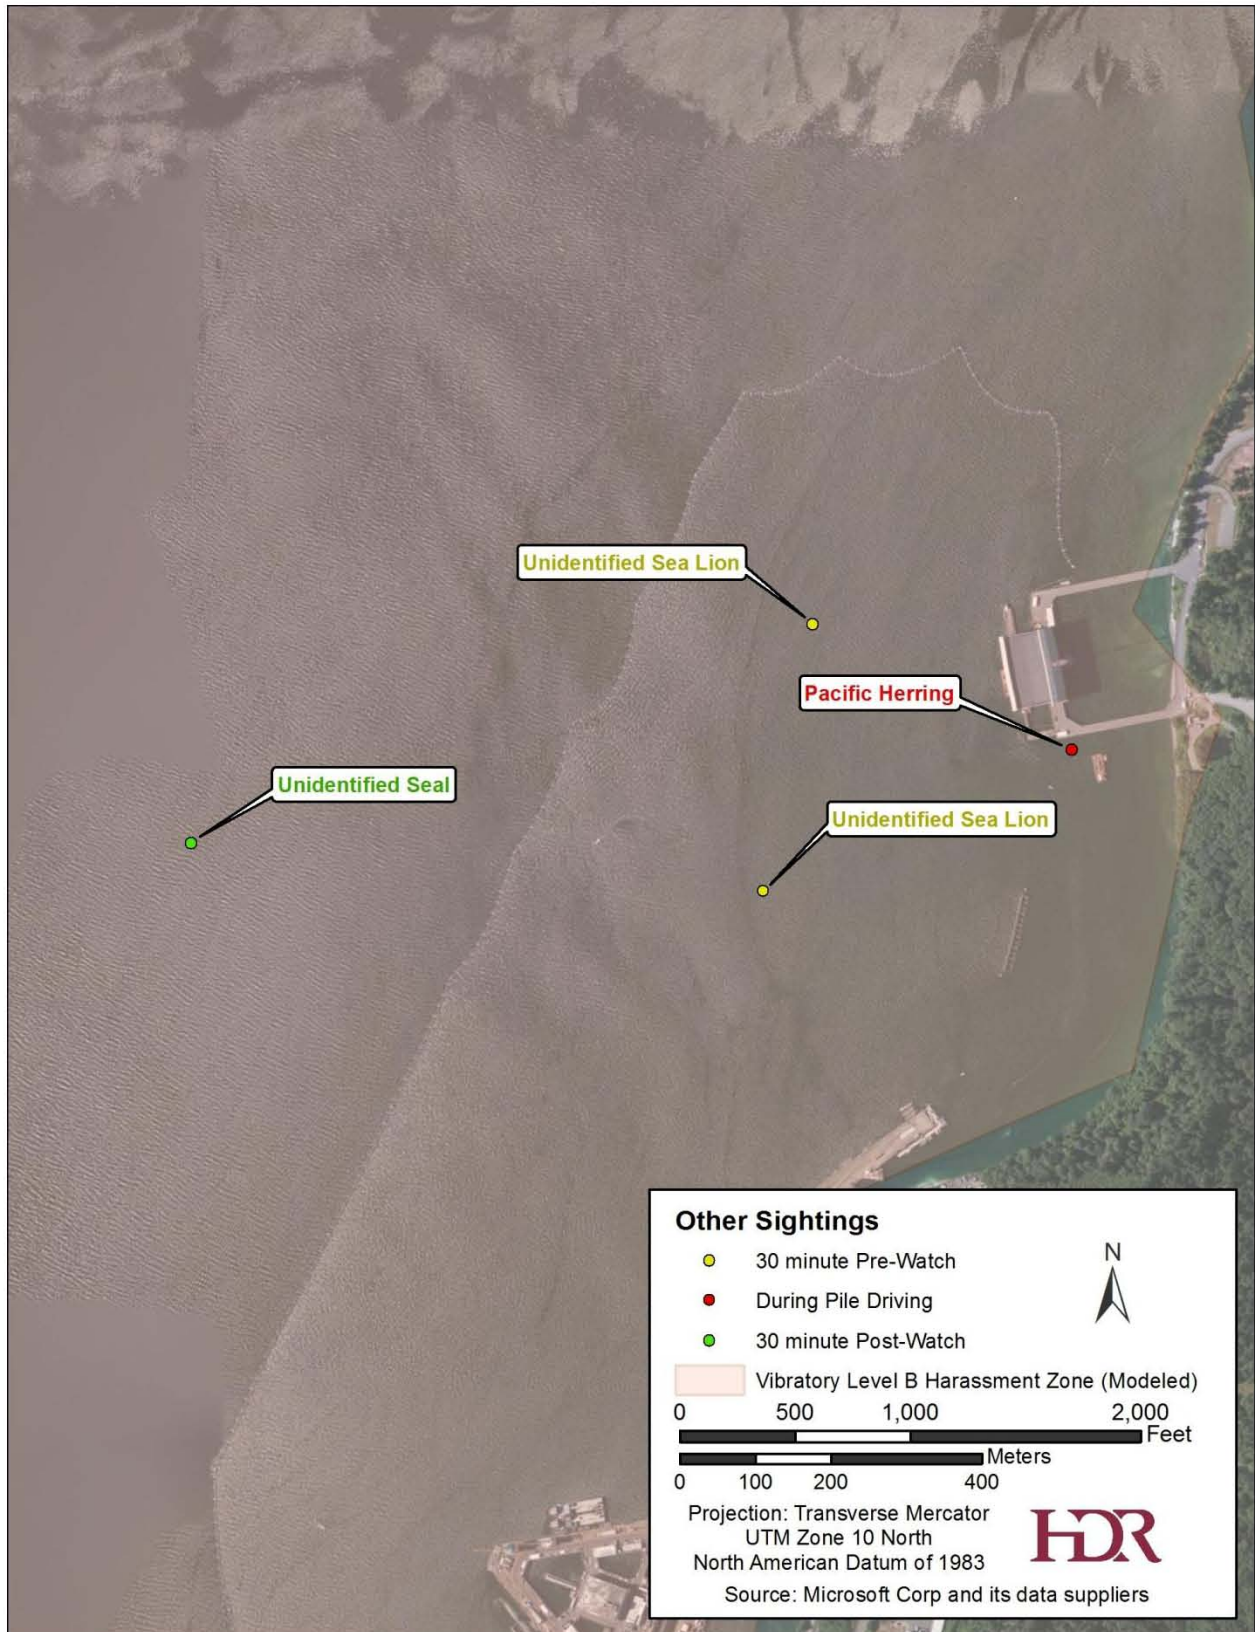 Unidentified Sea Lion
Pacific Herring
Unidentified Seal
Unidentified Sea Lion
Other Sightings
30 minute Pre-Watch
During Pile Driving
30 minute Post-Watch
Vibratory Level B Harassment Zone (Modeled)
N
0 500 1,000 2,000
Feet
Meters
0 100 200 400
Projection: Transverse Mercator
UTM Zone 10 North
North American Datum of 1983
HDR
Source: Microsoft Corp and its data suppliers